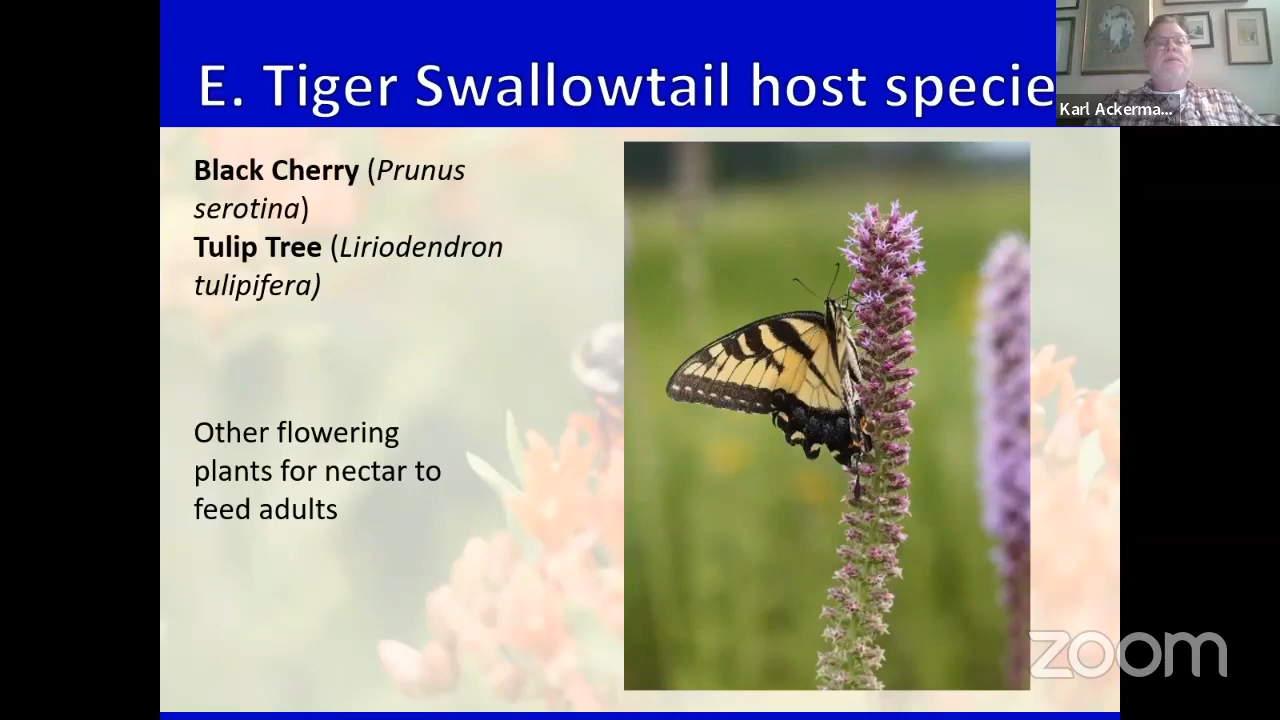 E. Tiger Swallowtail host specie
Karl Ackerma...
Black Cherry (Prunus
serotina)
Tulip Tree (Liriodendron
tulipifera)
Other flowering
plants for nectar to
feed adults
zoom